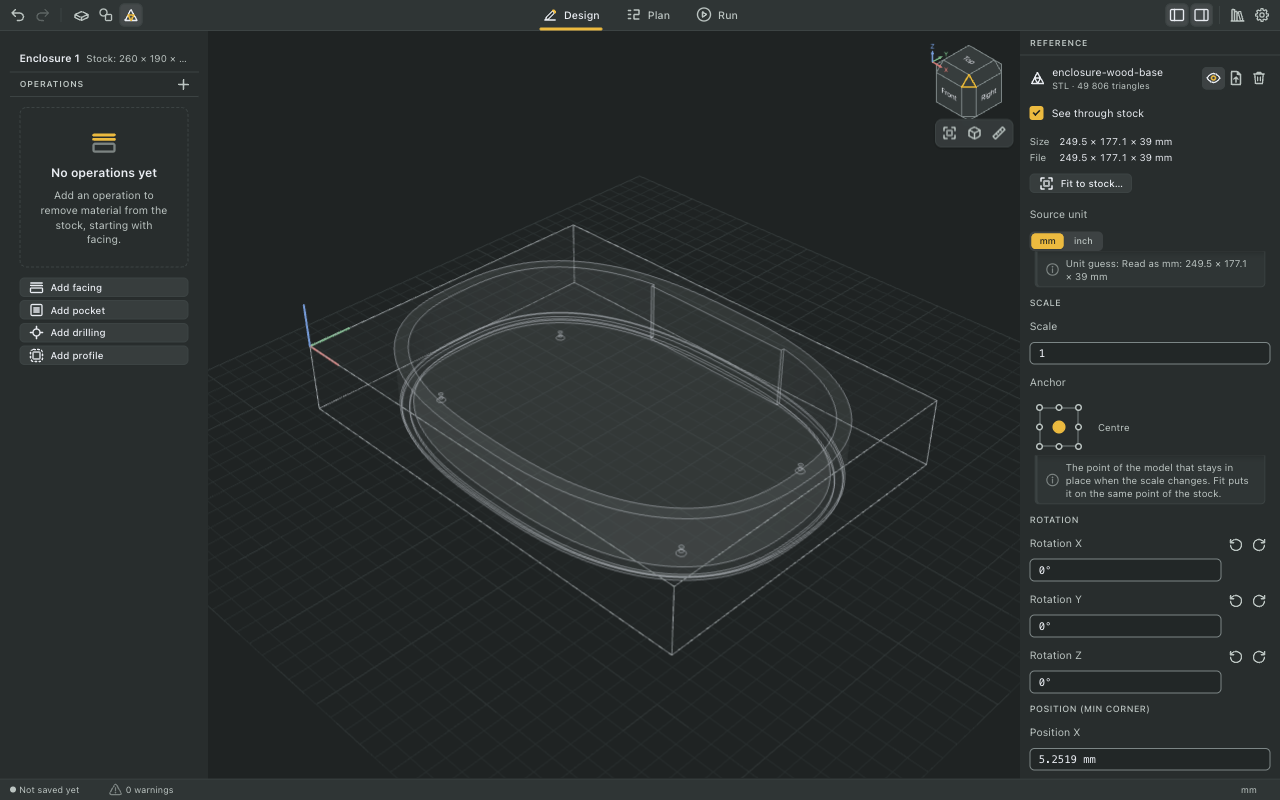 Design
Plan
Run
Enclosure 1 Stock: 260 × 190 × ...
OPERATIONS
No operations yet
Add an operation to
remove material from the
stock, starting with
facing.
Add facing
Add pocket
Add drilling
Add profile
Z
Y
X
Top
Front
Right
REFERENCE
enclosure-wood-base
STL · 49 806 triangles
See through stock
Size 249.5 × 177.1 × 39 mm
File 249.5 × 177.1 × 39 mm
Fit to stock...
Source unit
mm inch
Unit guess: Read as mm: 249.5 × 177.1
× 39 mm
SCALE
Scale
1
Anchor
Centre
The point of the model that stays in
place when the scale changes. Fit puts
it on the same point of the stock.
ROTATION
Rotation X
0°
Rotation Y
0°
Rotation Z
0°
POSITION (MIN CORNER)
Position X
5.2519 mm
Not saved yet
0 warnings
mm